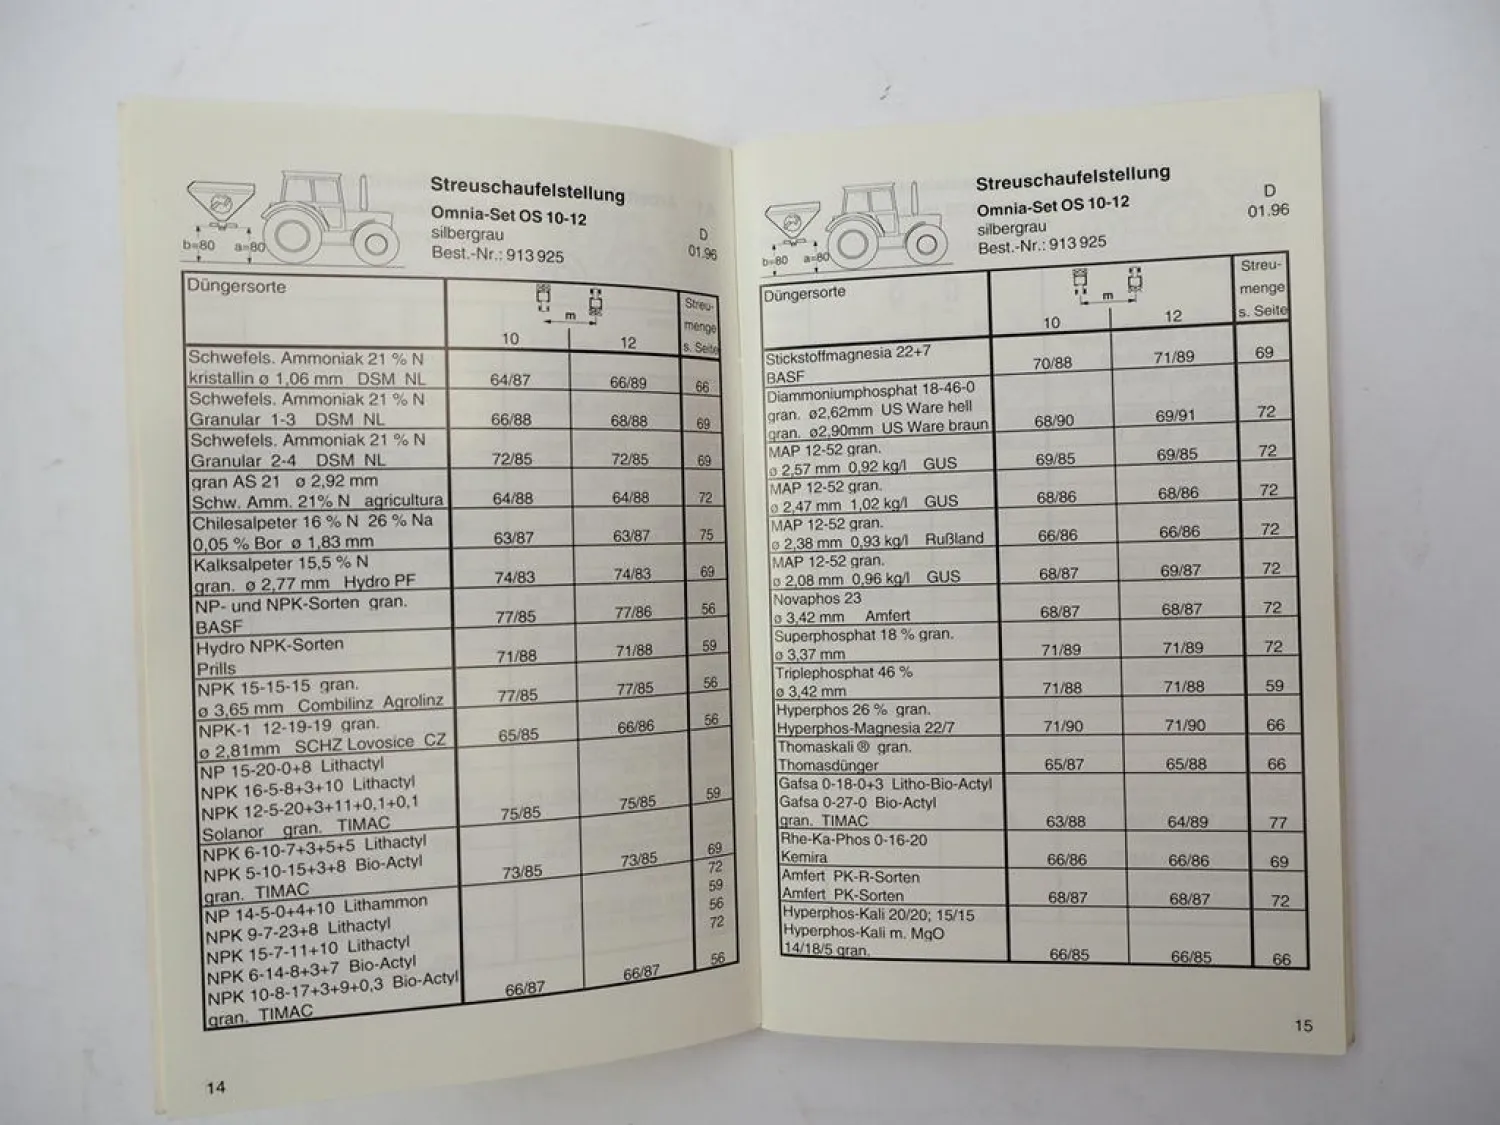 Streuschaufelstellung
Omnia-Set OS 10-12
silbergrau
Best.-Nr.: 913 925
D
01.96
b=80 a=80
Düngersorte
m
10 12
Streu-
menge
s. Seite
Schwefels. Ammoniak 21 % N
kristallin ø 1,06 mm DSM NL 64/87 66/89 66
Schwefels. Ammoniak 21 % N
Granular 1-3 DSM NL 66/88 68/88 69
Schwefels. Ammoniak 21 % N
Granular 2-4 DSM NL 72/85 72/85 69
gran AS 21 ø 2,92 mm
Schw. Amm. 21% N agricultura 64/88 64/88 72
Chilesalpeter 16 % N 26 % Na
0,05 % Bor ø 1,83 mm 63/87 63/87 75
Kalksalpeter 15,5 % N
gran. ø 2,77 mm Hydro PF 74/83 74/83 69
NP- und NPK-Sorten gran.
BASF 77/85 77/86 56
Hydro NPK-Sorten
Prills 71/88 71/88 59
NPK 15-15-15 gran.
ø 3,65 mm Combilinz Agrolinz 77/85 77/85 56
NPK-1 12-19-19 gran.
ø 2,81mm SCHZ Lovosice CZ 65/85 66/86 56
NP 15-20-0+8 Lithactyl
NPK 16-5-8+3+10 Lithactyl
NPK 12-5-20+3+11+0,1+0,1
Solanor gran. TIMAC 75/85 75/85 59
NPK 6-10-7+3+5+5 Lithactyl
NPK 5-10-15+3+8 Bio-Actyl
gran. TIMAC 73/85 73/85 69
NP 14-5-0+4+10 Lithammon 72
NPK 9-7-23+8 Lithactyl 59
NPK 15-7-11+10 Lithactyl 56
NPK 6-14-8+3+7 Bio-Actyl 72
NPK 10-8-17+3+9+0,3 Bio-Actyl
gran. TIMAC 66/87 66/87 56
14
Streuschaufelstellung
Omnia-Set OS 10-12
silbergrau
Best.-Nr.: 913 925
D
01.96
b=80 a=80
Düngersorte
m
10 12
Streu-
menge
s. Seite
Stickstoffmagnesia 22+7
BASF 70/88 71/89 69
Diammoniumphosphat 18-46-0
gran. ø2,62mm US Ware hell
gran. ø2,90mm US Ware braun 68/90 69/91 72
MAP 12-52 gran.
ø 2,57 mm 0,92 kg/l GUS 69/85 69/85 72
MAP 12-52 gran.
ø 2,47 mm 1,02 kg/l GUS 68/86 68/86 72
MAP 12-52 gran.
ø 2,38 mm 0,93 kg/l Rußland 66/86 66/86 72
MAP 12-52 gran.
ø 2,08 mm 0,96 kg/l GUS 68/87 69/87 72
Novaphos 23
ø 3,42 mm Amfert 68/87 68/87 72
Superphosphat 18 % gran.
ø 3,37 mm 71/89 71/89 72
Triplephosphat 46 %
ø 3,42 mm 71/88 71/88 59
Hyperphos 26 % gran.
Hyperphos-Magnesia 22/7 71/90 71/90 66
Thomaskali ® gran.
Thomasdünger 65/87 65/88 66
Gafsa 0-18-0+3 Litho-Bio-Actyl
Gafsa 0-27-0 Bio-Actyl
gran. TIMAC 63/88 64/89 77
Rhe-Ka-Phos 0-16-20
Kemira 66/86 66/86 69
Amfert PK-R-Sorten
Amfert PK-Sorten 68/87 68/87 72
Hyperphos-Kali 20/20; 15/15
Hyperphos-Kali m. MgO
14/18/5 gran. 66/85 66/85 66
15